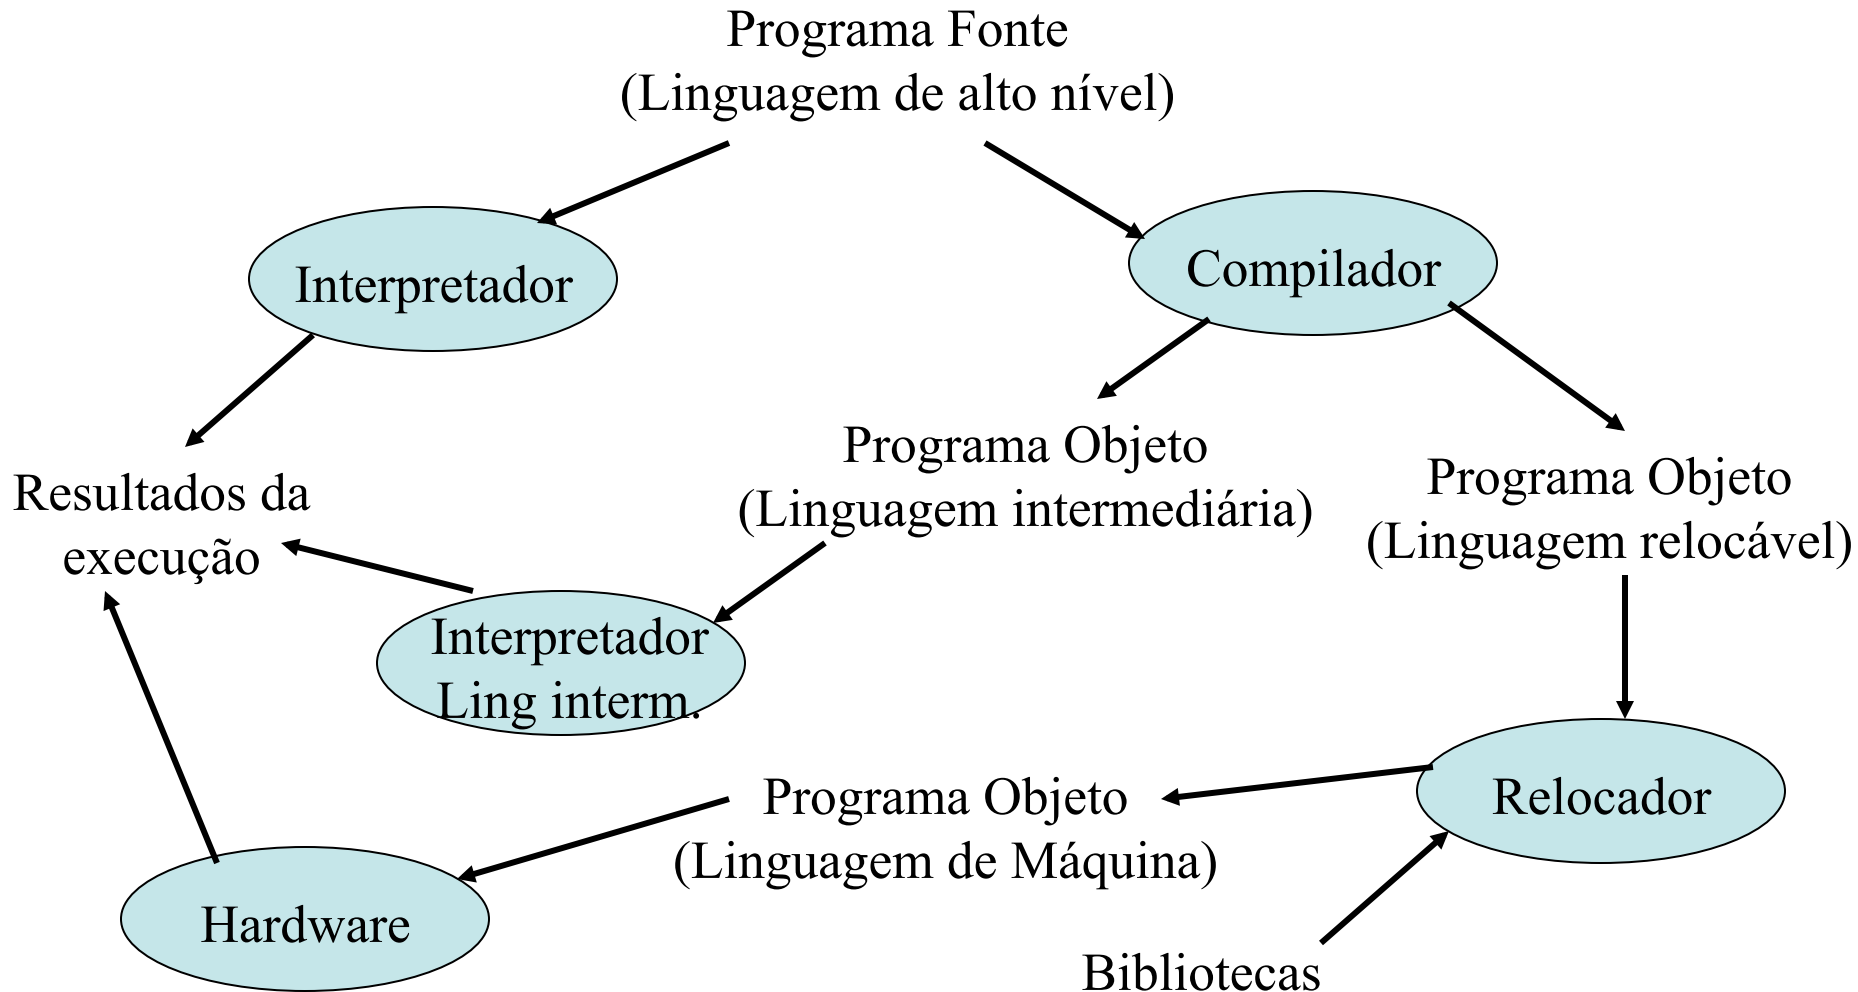 Programa Fonte
(Linguagem de alto nível)
Interpretador
Compilador
Programa Objeto
(Linguagem intermediária)
Programa Objeto
(Linguagem relocável)
Resultados da
execução
Interpretador
Ling interm.
Programa Objeto
(Linguagem de Máquina)
Relocador
Hardware
Bibliotecas